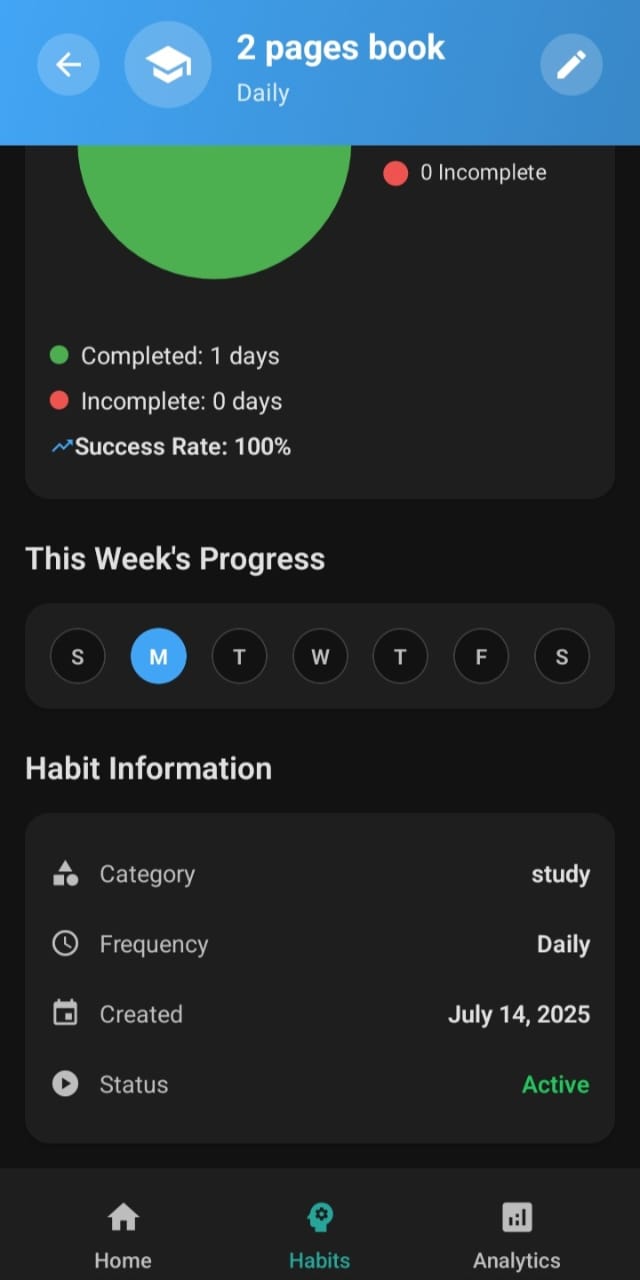 2 pages book
Daily
0 Incomplete
Completed: 1 days
Incomplete: 0 days
Success Rate: 100%
This Week's Progress
S M T W T F S
Habit Information
Category study
Frequency Daily
Created July 14, 2025
Status Active
Home Habits Analytics